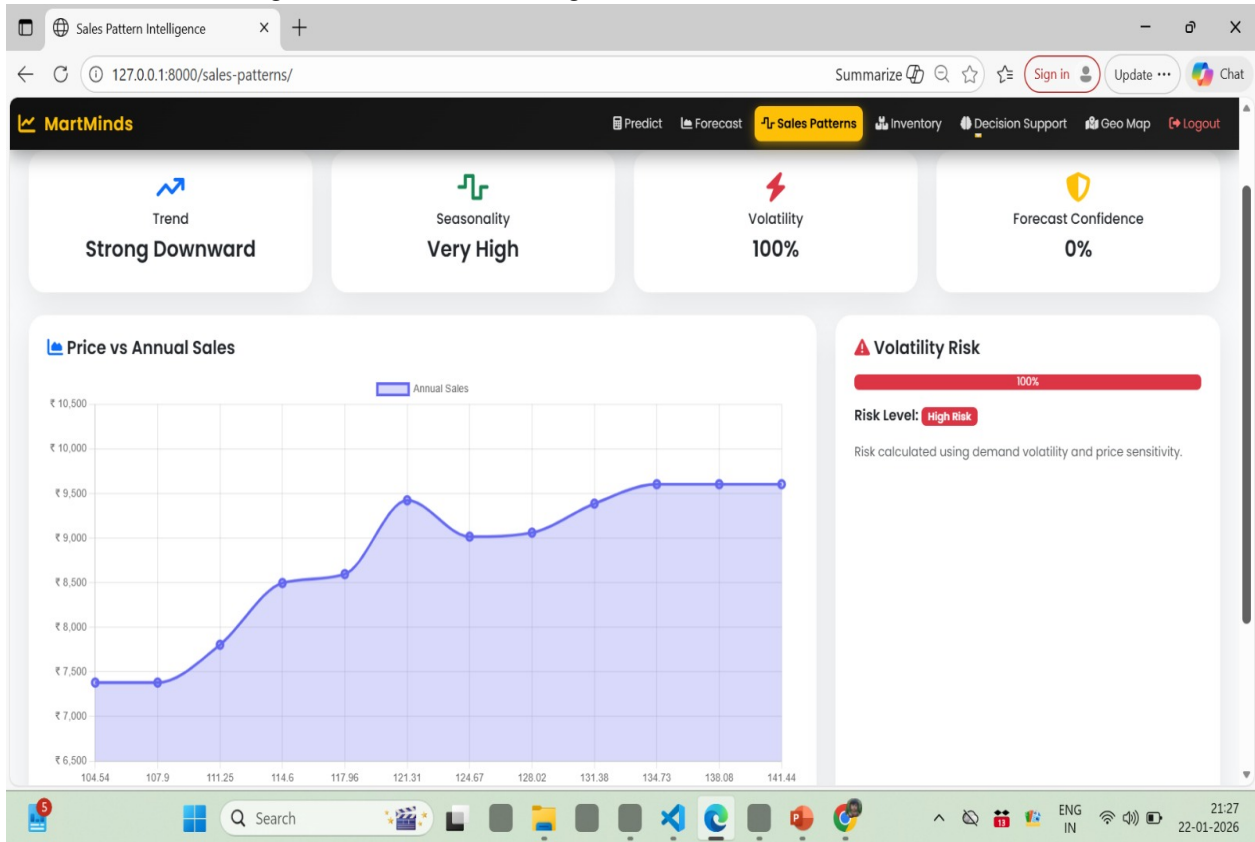 Sales Pattern Intelligence
127.0.0.1:8000/sales-patterns/
Summarize
Sign in
Update
Chat
MartMinds
Predict
Forecast
Sales Patterns
Inventory
Decision Support
Geo Map
Logout
Trend
Strong Downward
Seasonality
Very High
Volatility
100%
Forecast Confidence
0%
Price vs Annual Sales
Annual Sales
₹ 10,500
₹ 10,000
₹ 9,500
₹ 9,000
₹ 8,500
₹ 8,000
₹ 7,500
₹ 7,000
₹ 6,500
104.54 107.9 111.25 114.6 117.96 121.31 124.67 128.02 131.38 134.73 138.08 141.44
Volatility Risk
100%
Risk Level: High Risk
Risk calculated using demand volatility and price sensitivity.
5
Search
13
ENG
IN
21:27
22-01-2026